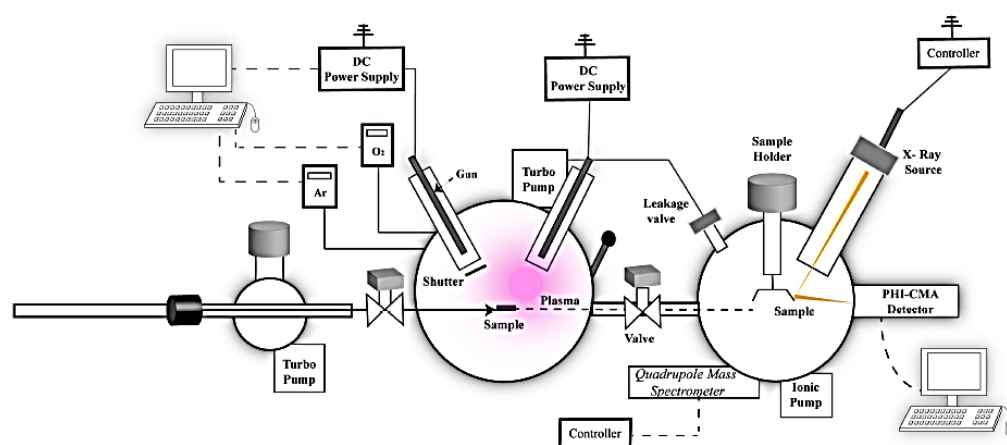 DC
Power Supply
DC
Power Supply
Controller
O₂
Ar
Gun
Turbo
Pump
Sample
Holder
X- Ray
Source
Leakage
valve
Shutter
Plasma
Sample
Valve
Sample
PHI-CMA
Detector
Turbo
Pump
Quadrupole Mass
Spectrometer
Ionic
Pump
Controller